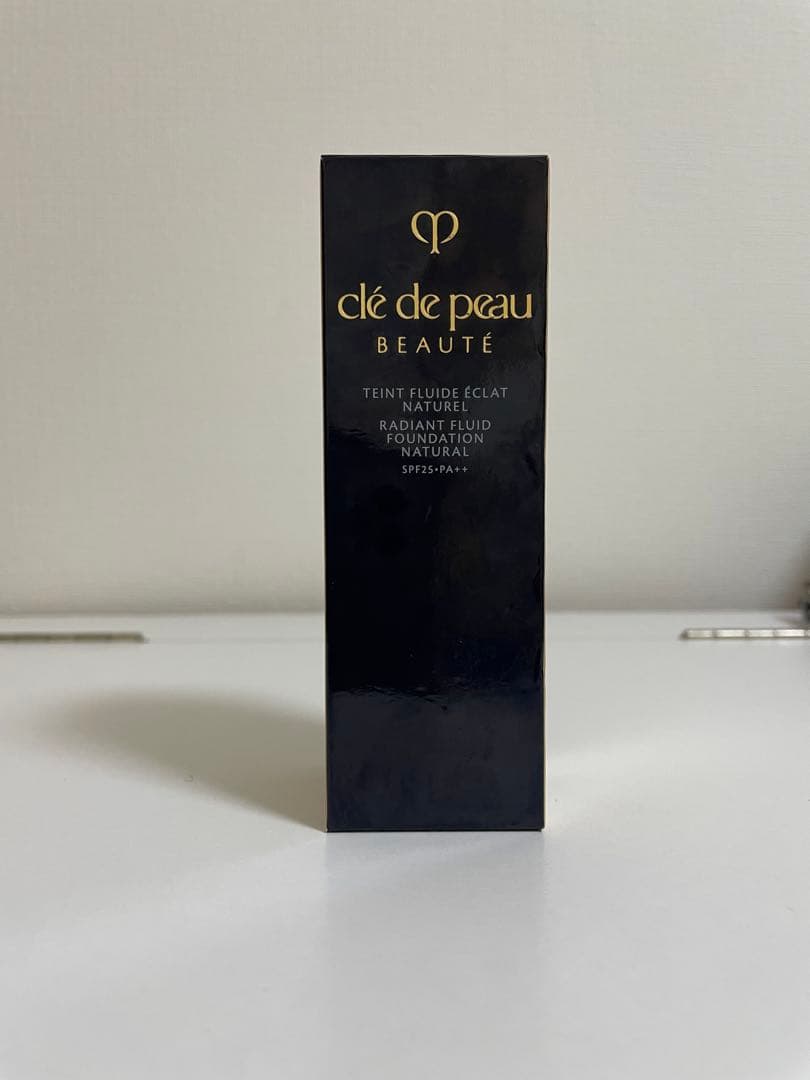 clé de peau
BEAUTÉ
TEINT FLUIDE ÉCLAT
NATUREL
RADIANT FLUID
FOUNDATION
NATURAL
SPF25•PA++